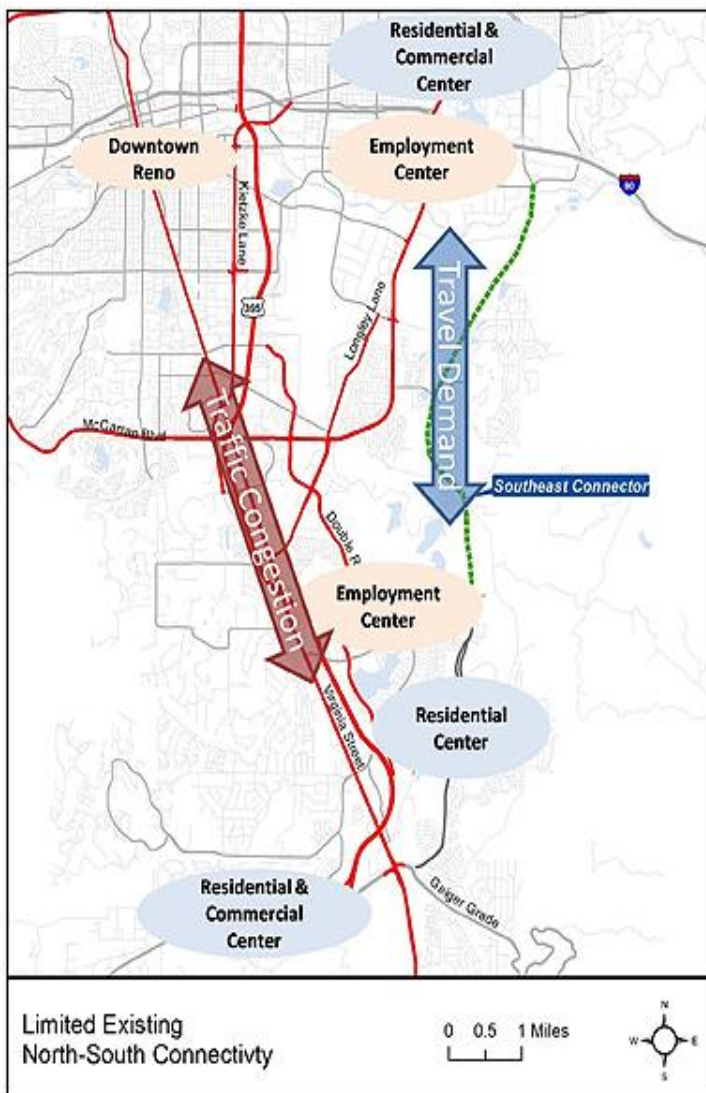 Residential &
Commercial
Center
Downtown
Reno
Employment
Center
80
Kietzke Lane
395
Longley Lane
Travel Demand
McCarran Blvd
Traffic Congestion
Southeast Connector
Double R
Employment
Center
Virginia Street
Residential
Center
Residential &
Commercial
Center
Geiger Grade
Limited Existing
North-South Connectivty
0 0.5 1 Miles
N
W
E
S